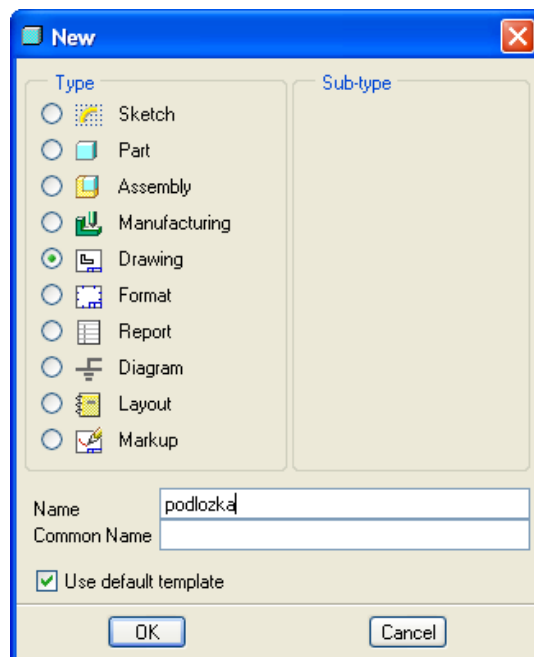 New
Type
Sub-type
Sketch
Part
Assembly
Manufacturing
Drawing
Format
Report
Diagram
Layout
Markup
Name podlozka
Common Name
Use default template
OK Cancel